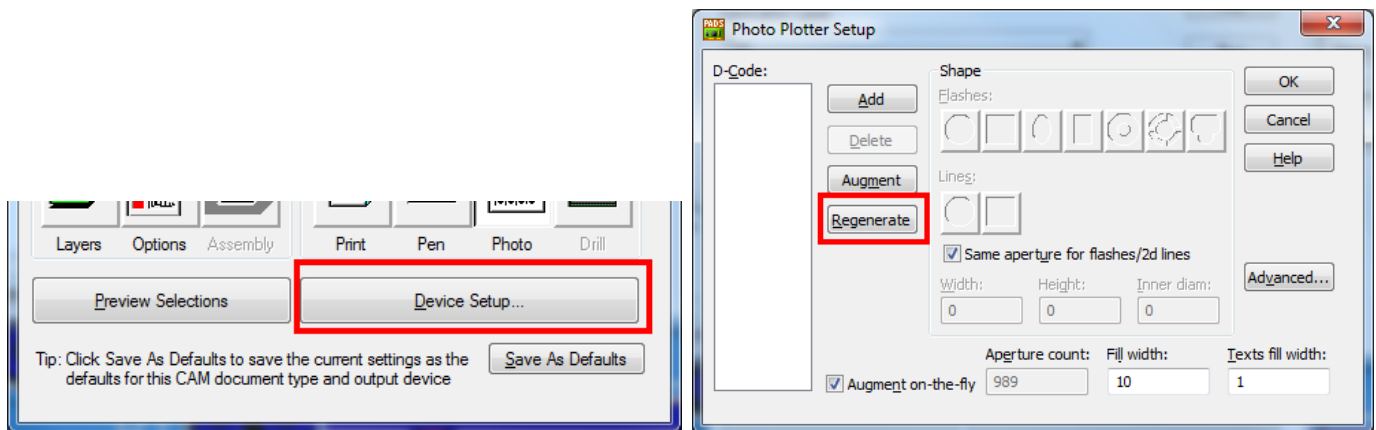 Layers Options Assembly Print Pen Photo Drill
Preview Selections Device Setup...
Tip: Click Save As Defaults to save the current settings as the
defaults for this CAM document type and output device
Save As Defaults
PADS
Photo Plotter Setup
D-Code:
Add
Delete
Augment
Regenerate
Shape
Flashes:
Lines:
Same aperture for flashes/2d lines
Width: Height: Inner diam:
0 0 0
OK
Cancel
Help
Advanced...
Aperture count: Fill width: Texts fill width:
Augment on-the-fly 989 10 1